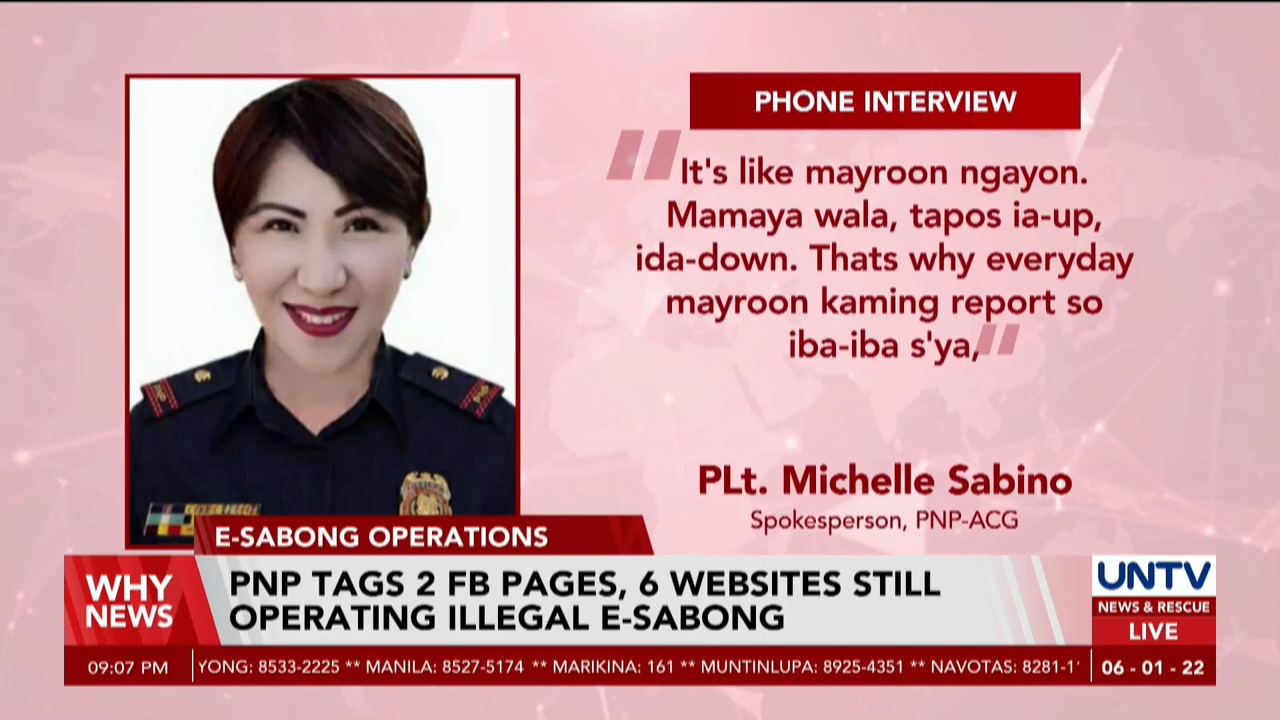 PHONE INTERVIEW
It's like mayroon ngayon.
Mamaya wala, tapos ia-up,
ida-down. Thats why everyday
mayroon kaming report so
iba-iba s'ya,
PLt. Michelle Sabino
Spokesperson, PNP-ACG
E-SABONG OPERATIONS
WHY
NEWS
PNP TAGS 2 FB PAGES, 6 WEBSITES STILL
OPERATING ILLEGAL E-SABONG
UNTV
NEWS & RESCUE
LIVE
09:07 PM
YONG: 8533-2225 ** MANILA: 8527-5174 ** MARIKINA: 161 ** MUNTINLUPA: 8925-4351 ** NAVOTAS: 8281-1
06 - 01 - 22